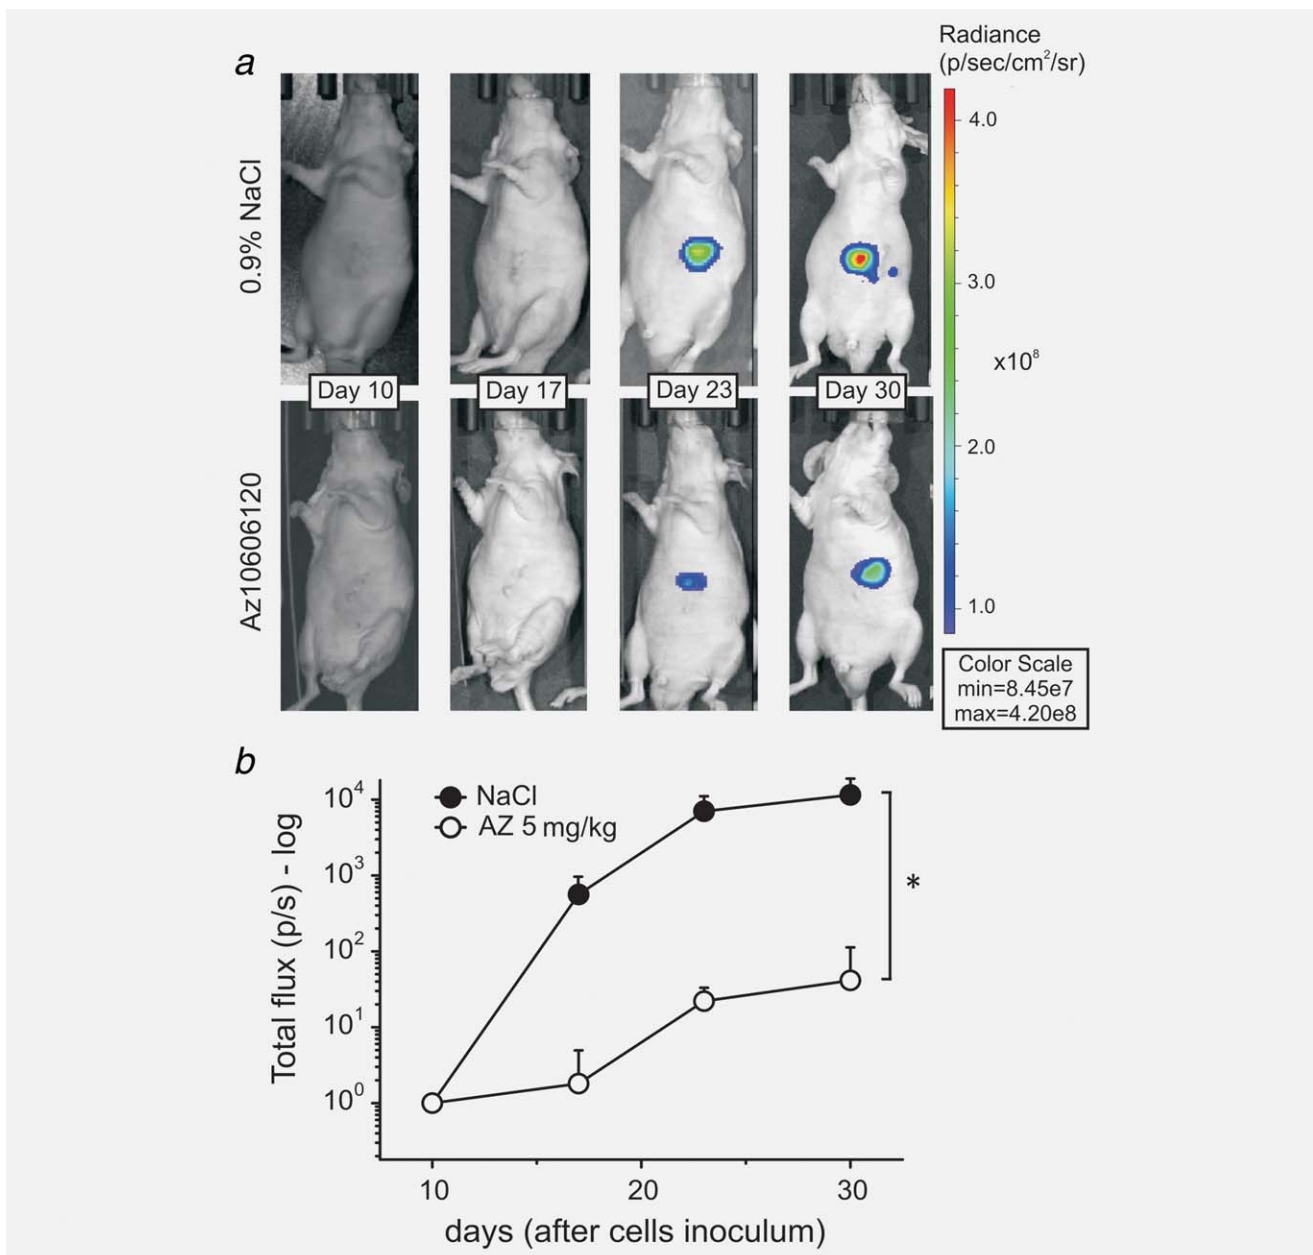 a
Radiance
(p/sec/cm²/sr)
0.9% NaCl
4.0
3.0
x10⁸
2.0
1.0
Day 10
Day 17
Day 23
Day 30
Az10606120
Color Scale
min=8.45e7
max=4.20e8
b
NaCl
AZ 5 mg/kg
Total flux (p/s) - log
10⁴
10³
10²
10¹
10⁰
*
10
20
30
days (after cells inoculum)